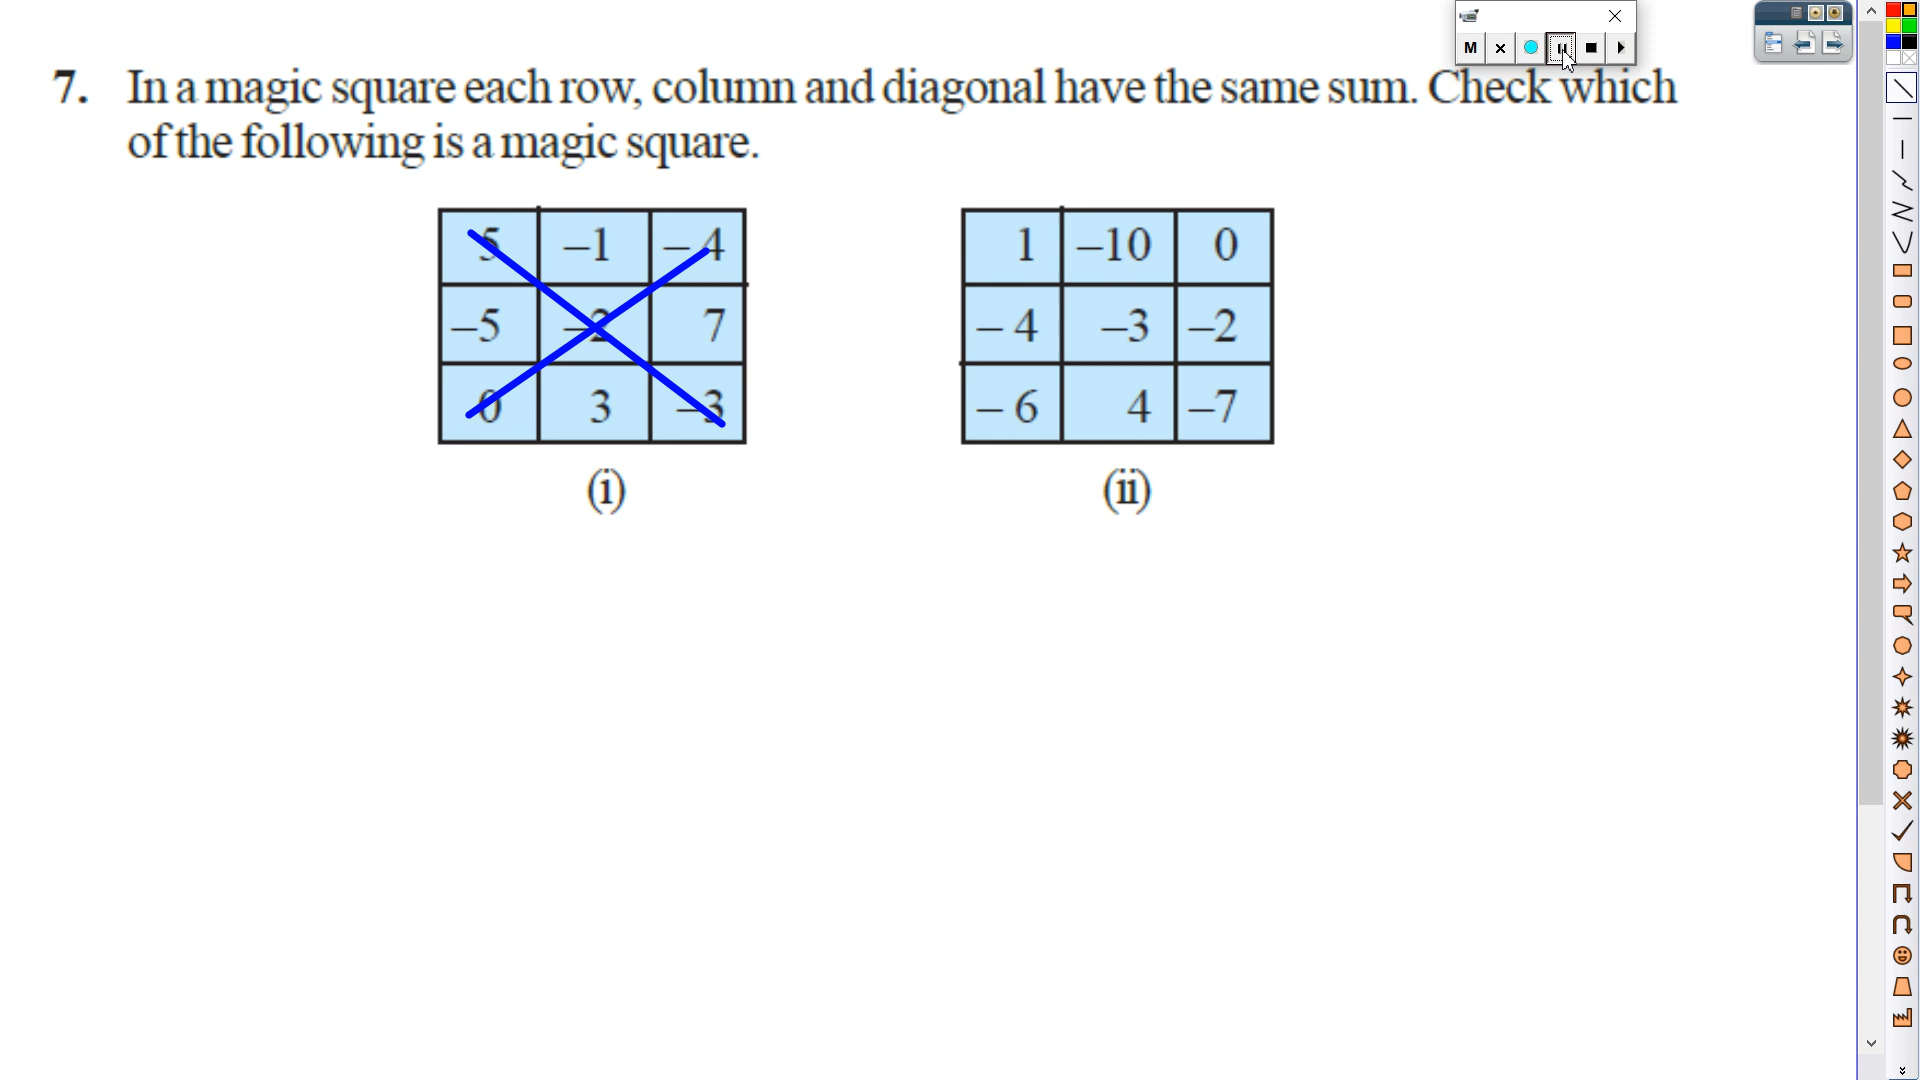 M
7. In a magic square each row, column and diagonal have the same sum. Check which
of the following is a magic square.
5 –1 – 4
–5 –2 7
0 3 –3
(i)
1 –10 0
– 4 –3 –2
– 6 4 –7
(ii)